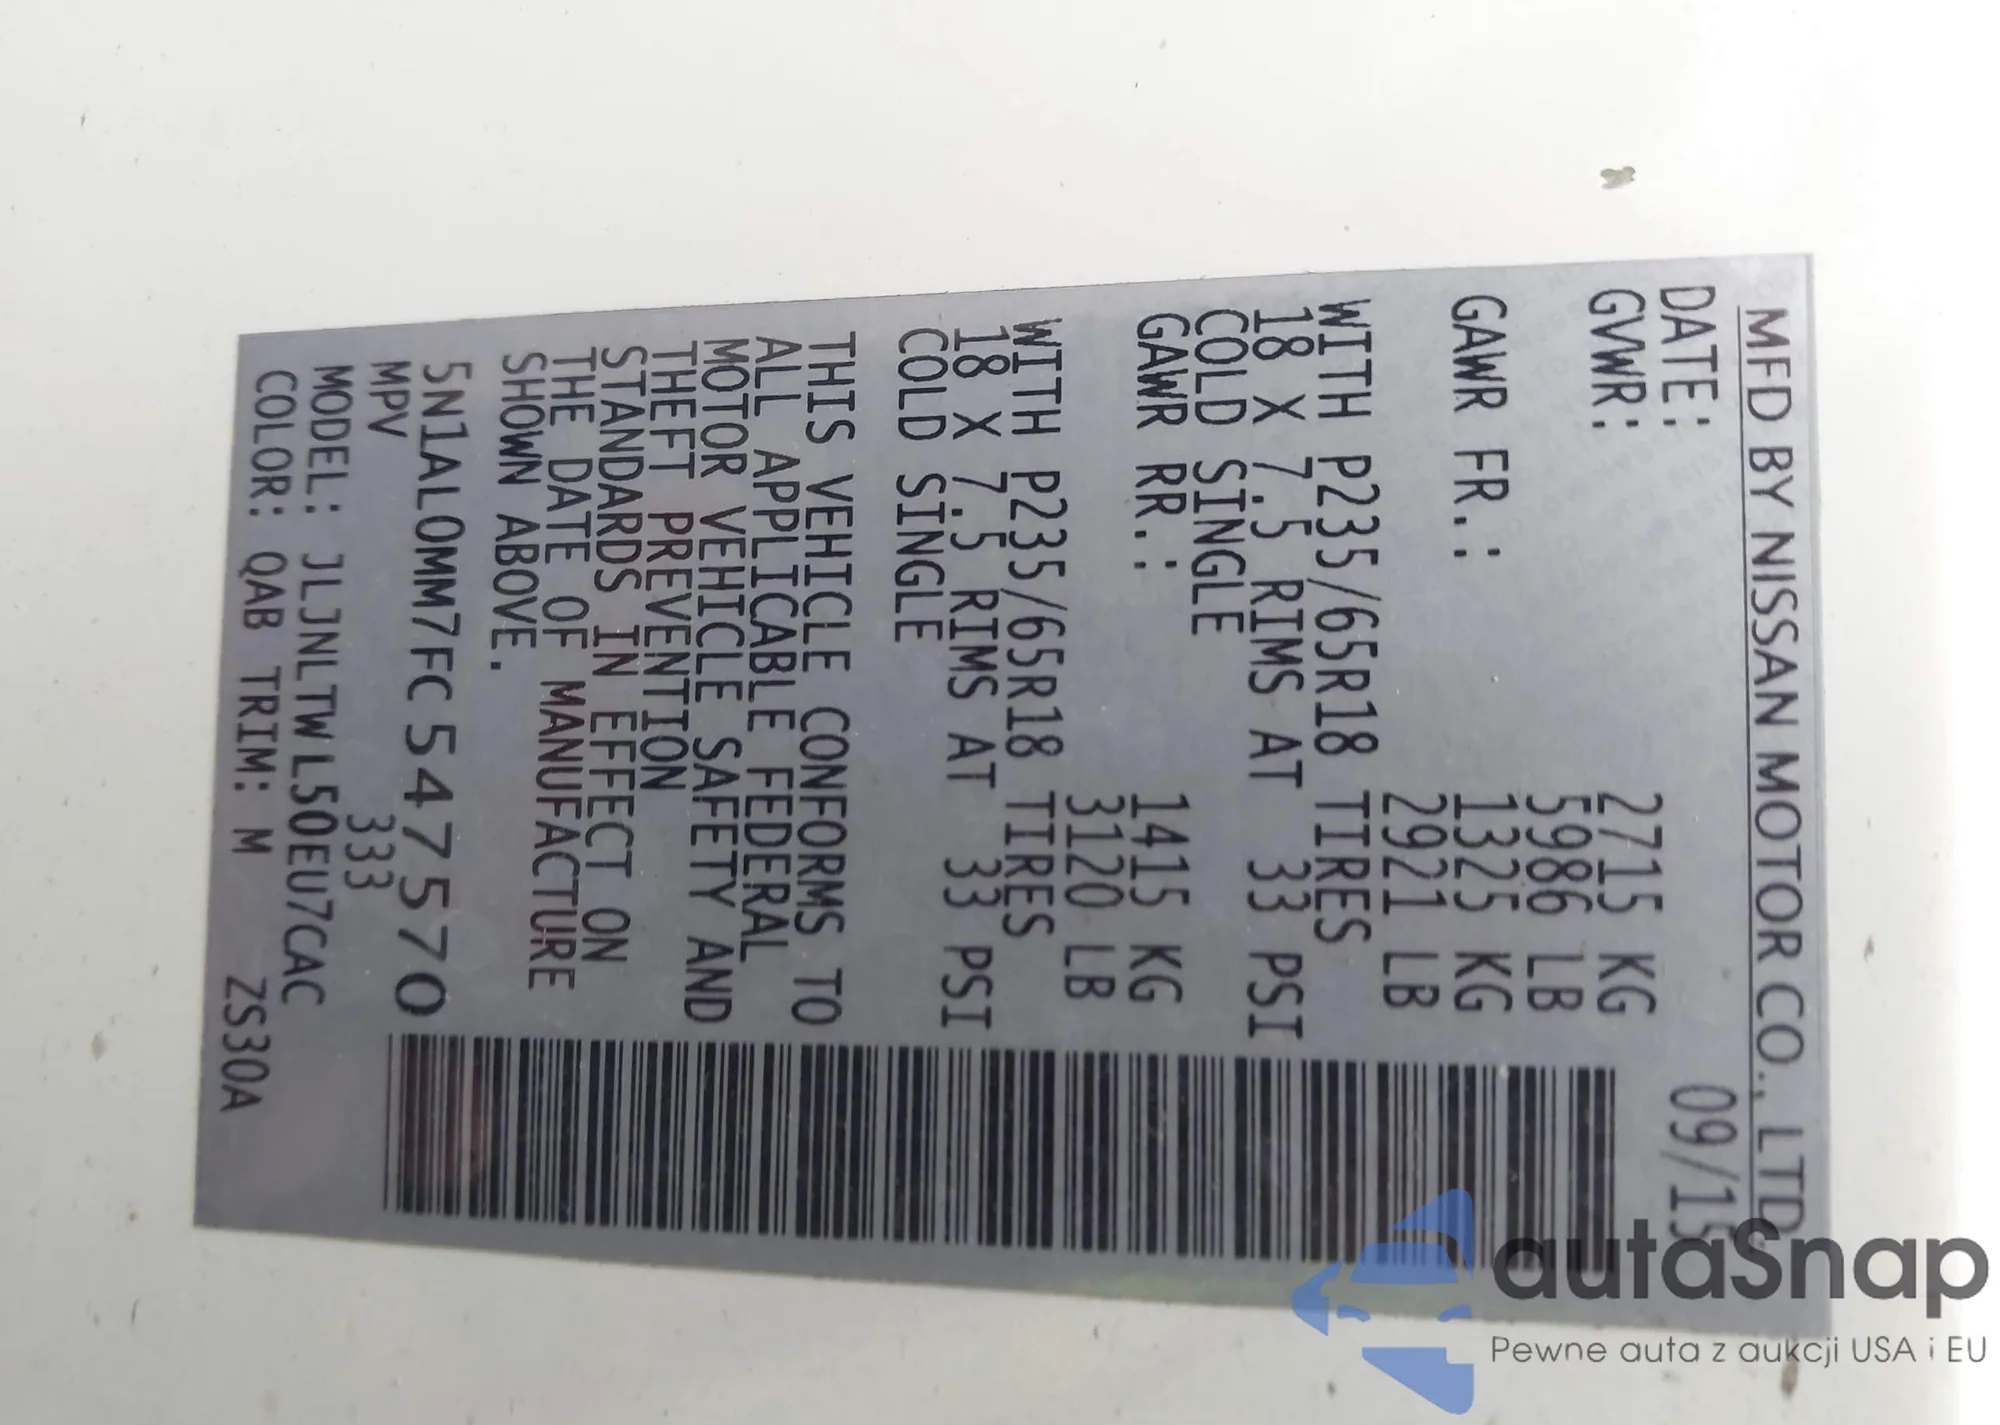 MFD BY NISSAN MOTOR CO., LTD.
DATE: 09/15
GVWR: 2715 KG
5986 LB
GAWR FR.: 1325 KG
2921 LB
WITH P235/65R18 TIRES
18 X 7.5 RIMS AT 33 PSI
COLD SINGLE
GAWR RR.: 1415 KG
3120 LB
WITH P235/65R18 TIRES
18 X 7.5 RIMS AT 33 PSI
COLD SINGLE
THIS VEHICLE CONFORMS TO
ALL APPLICABLE FEDERAL
MOTOR VEHICLE SAFETY AND
THEFT PREVENTION
STANDARDS IN EFFECT ON
THE DATE OF MANUFACTURE
SHOWN ABOVE.
5N1AL0MM7FC547570
MPV 333
MODEL: JLJNLTWL50EU7CAC
COLOR: QAB TRIM: M ZS30A
autaSnap
Pewne auta z aukcji USA i EU